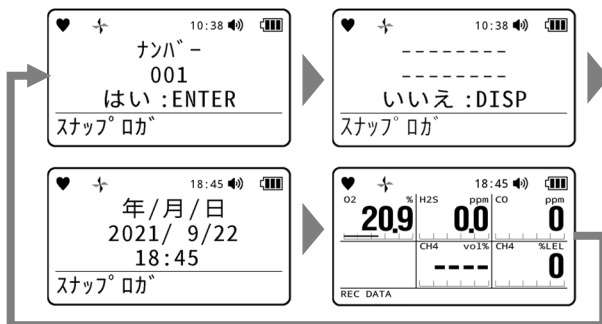 10:38
ナンバー
001
はい :ENTER
スナップロガ
10:38
--------
--------
いいえ :DISP
スナップロガ
18:45
年/月/日
2021/ 9/22
18:45
スナップロガ
18:45
O2 % H2S ppm CO ppm
20.9 0.0 0
CH4 vol% CH4 %LEL
---- 0
REC DATA